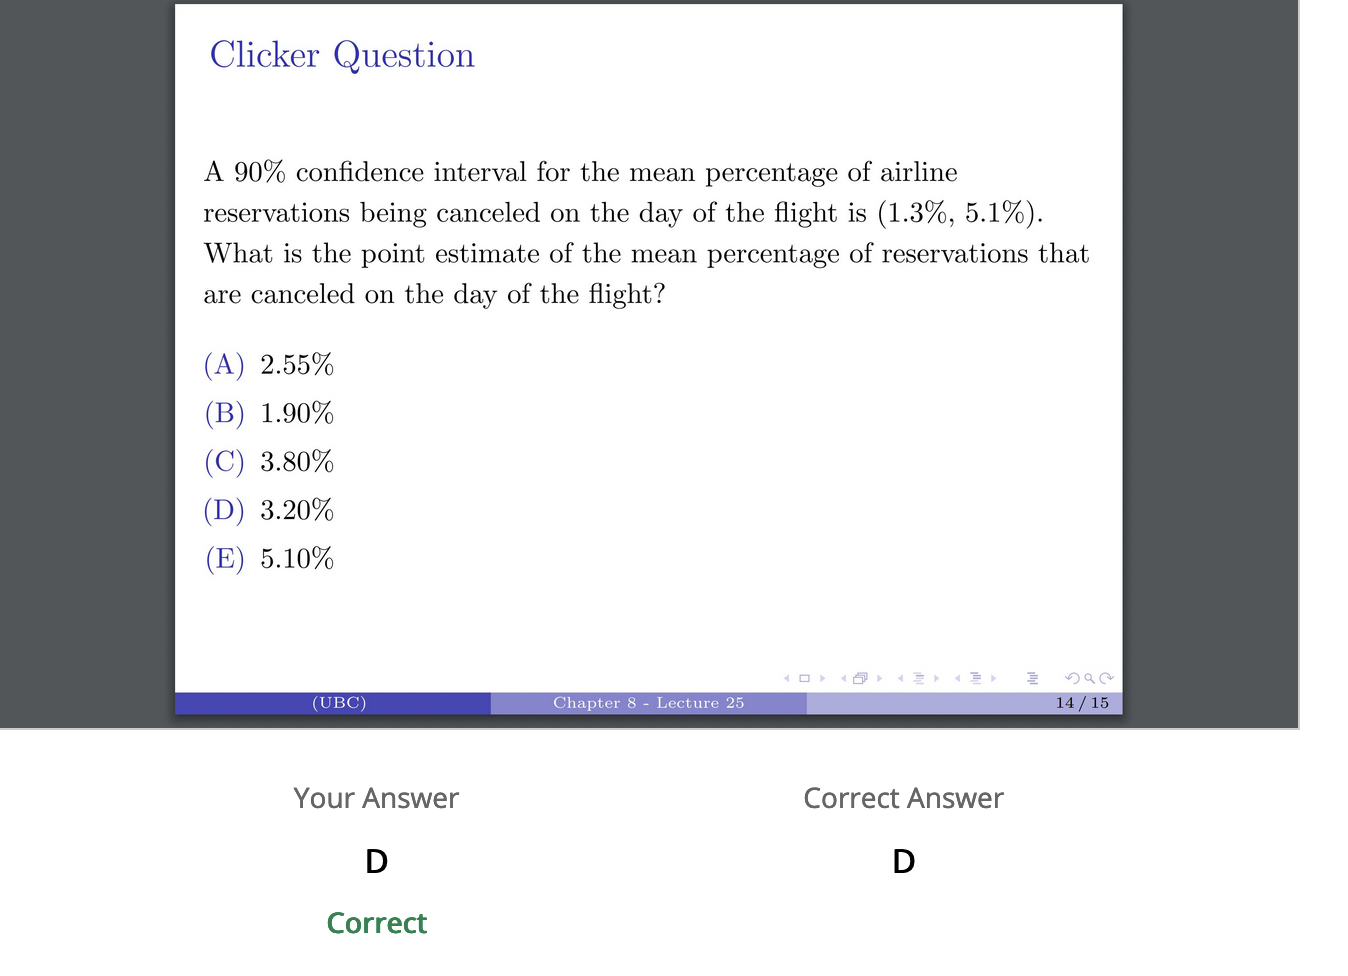 Clicker Question
A 90% confidence interval for the mean percentage of airline
reservations being canceled on the day of the flight is (1.3%, 5.1%).
What is the point estimate of the mean percentage of reservations that
are canceled on the day of the flight?
(A) 2.55%
(B) 1.90%
(C) 3.80%
(D) 3.20%
(E) 5.10%
(UBC) Chapter 8 - Lecture 25 14 / 15
Your Answer Correct Answer
D D
Correct